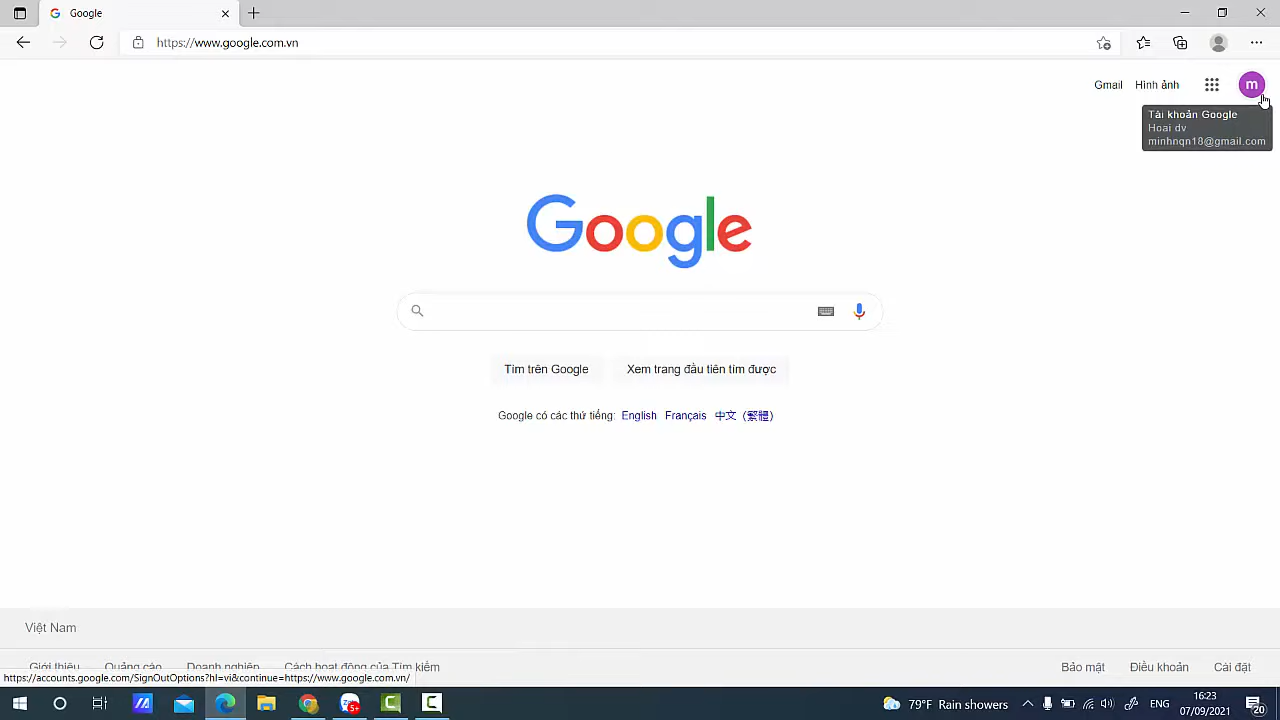 Google
https://www.google.com.vn
Gmail
Hình ảnh
m
Tài khoản Google
Hoai dv
minhnqn18@gmail.com
Google
Tìm trên Google
Xem trang đầu tiên tìm được
Google có các thứ tiếng: English Français 中文 (繁體)
Việt Nam
Giới thiệu
Quảng cáo
Doanh nghiệp
Cách hoạt động của Tìm kiếm
Bảo mật
Điều khoản
Cài đặt
https://accounts.google.com/SignOutOptions?hl=vi&continue=https://www.google.com.vn/
5+
79°F Rain showers
ENG
16:23
07/09/2021
20